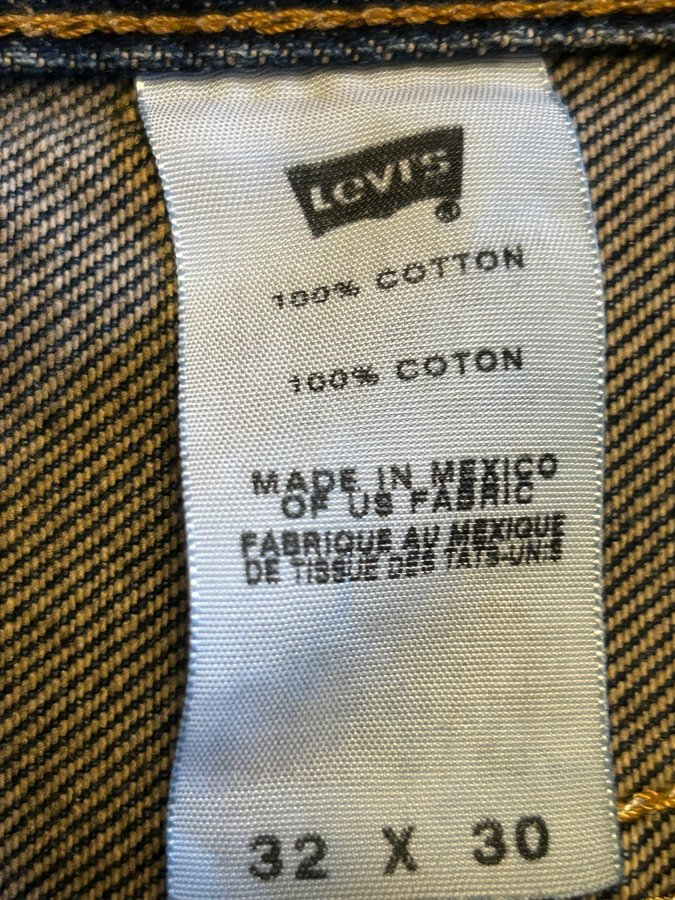 LEVI'S
100% COTTON
100% COTON
MADE IN MEXICO
OF US FABRIC
FABRIQUE AU MEXIQUE
DE TISSUE DES TATS-UNIS
32 X 30